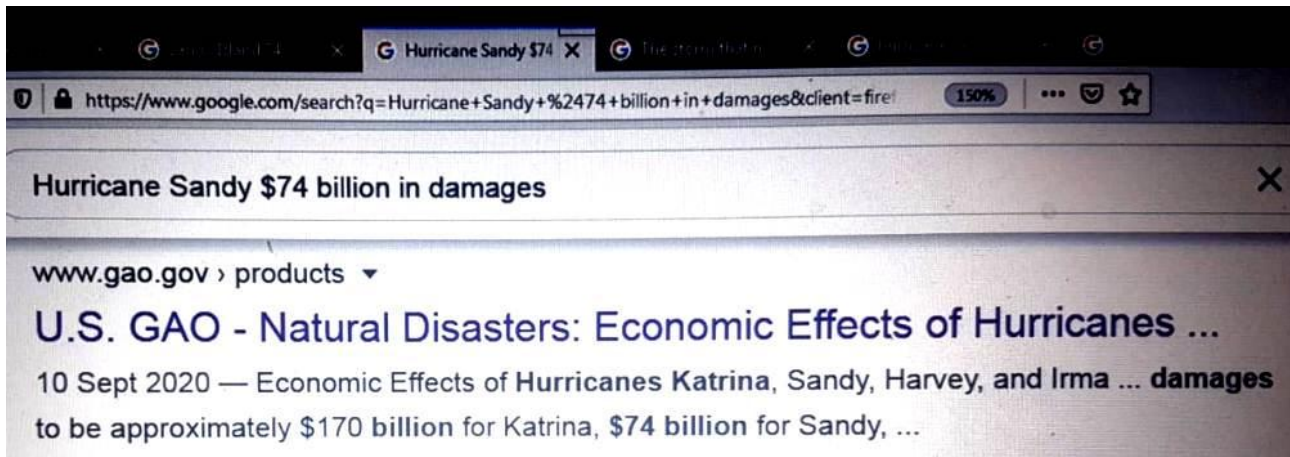 Hurricane Sandy $74
https://www.google.com/search?q=Hurricane+Sandy+%2474+billion+in+damages&client=firef
150%
Hurricane Sandy $74 billion in damages
www.gao.gov › products
U.S. GAO - Natural Disasters: Economic Effects of Hurricanes ...
10 Sept 2020 — Economic Effects of Hurricanes Katrina, Sandy, Harvey, and Irma ... damages
to be approximately $170 billion for Katrina, $74 billion for Sandy, ...